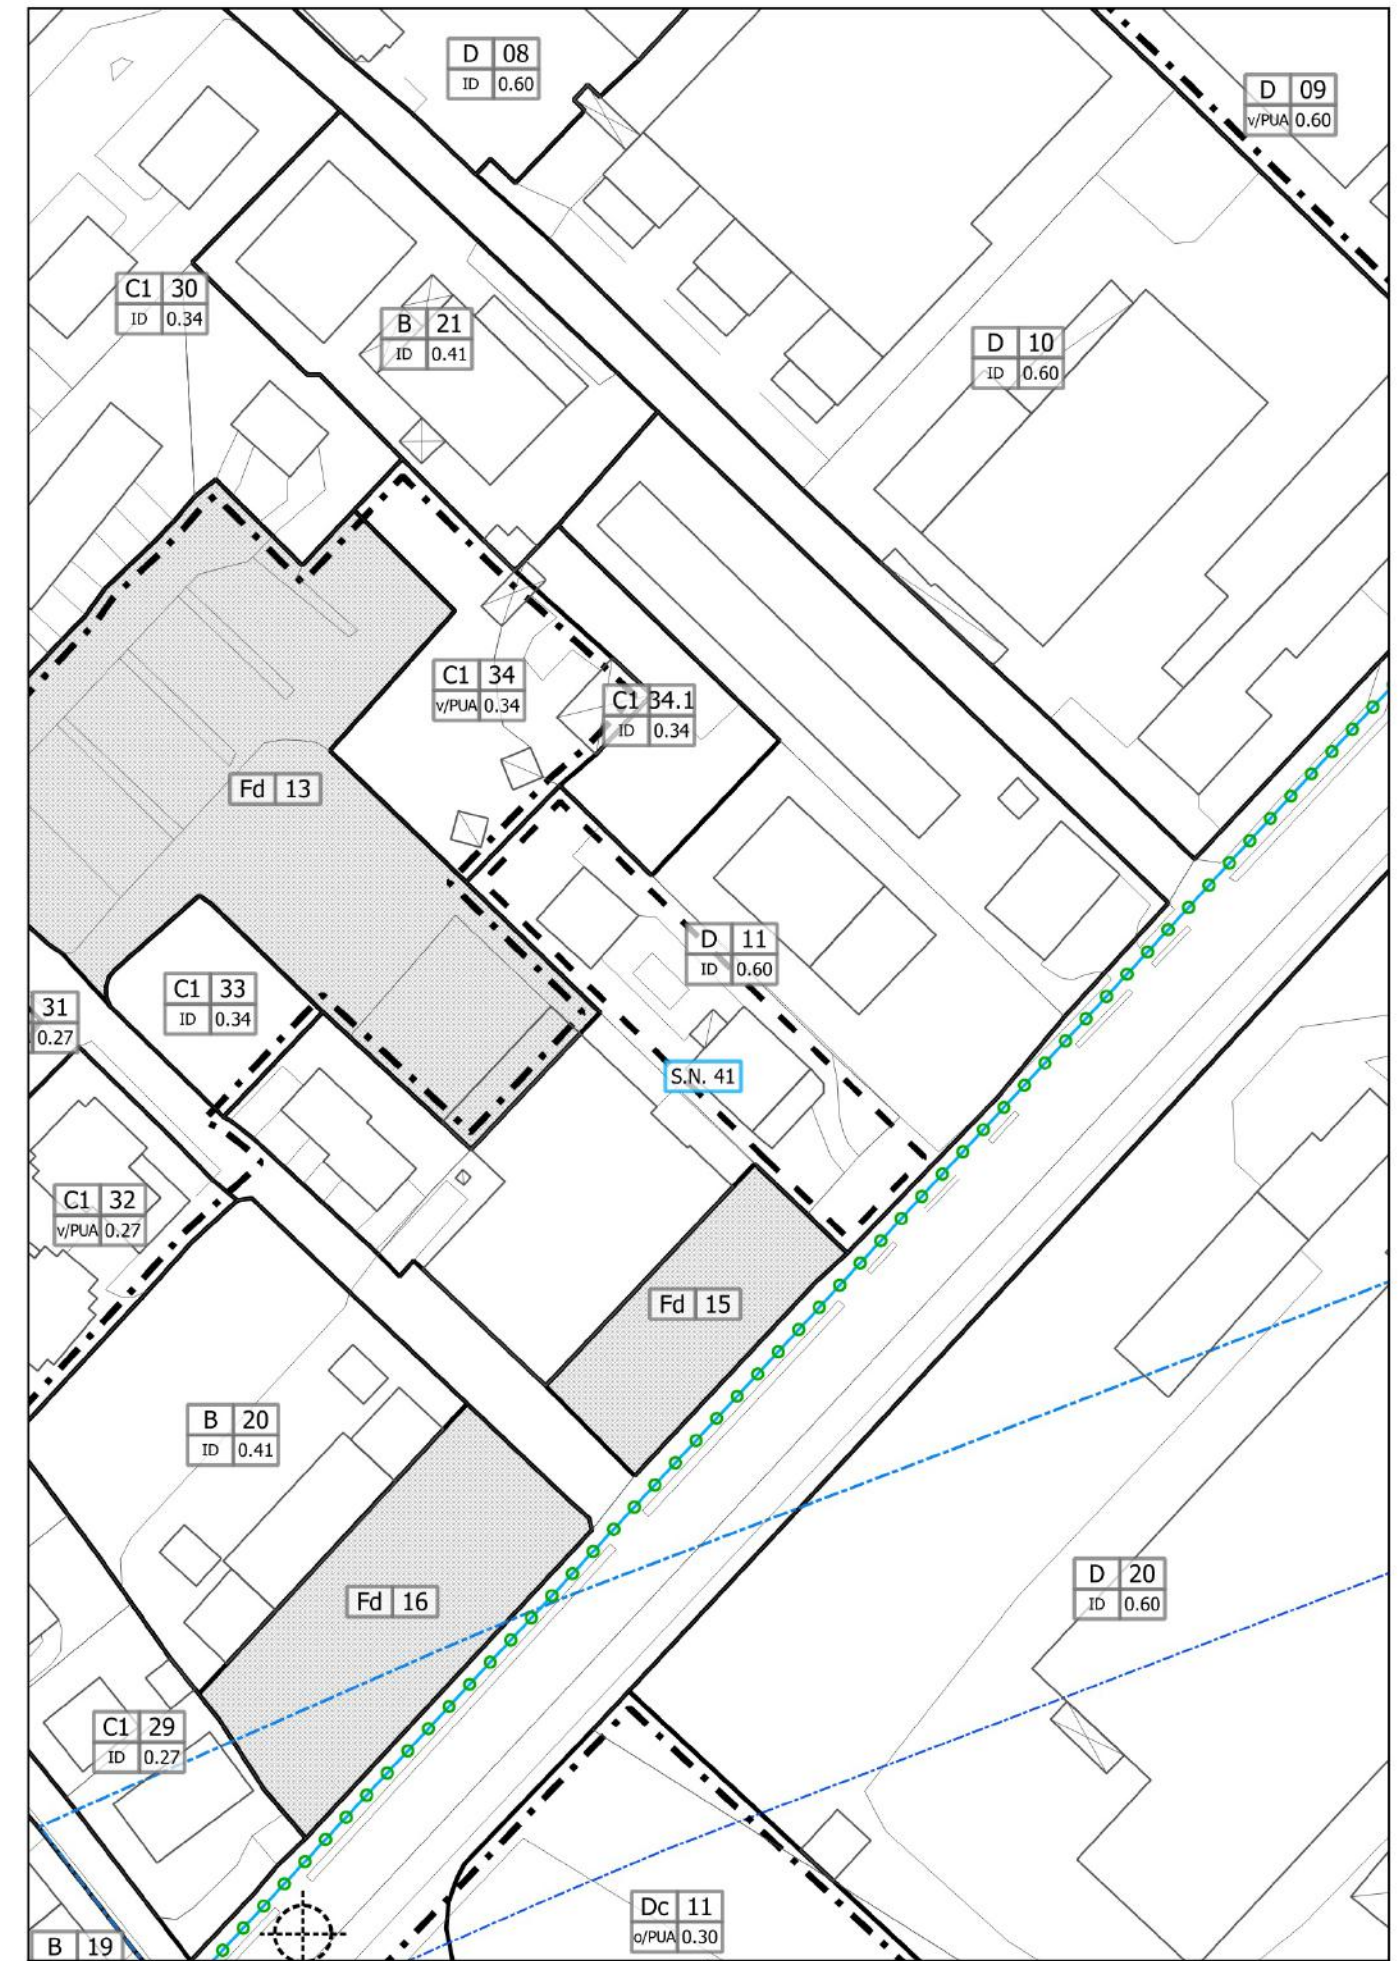 D 08
ID 0.60
D 09
v/PUA 0.60
C1 30
ID 0.34
B 21
ID 0.41
D 10
ID 0.60
C1 34
v/PUA 0.34
C1 34.1
ID 0.34
Fd 13
D 11
ID 0.60
C1 33
ID 0.34
31
0.27
S.N. 41
C1 32
v/PUA 0.27
Fd 15
B 20
ID 0.41
Fd 16
D 20
ID 0.60
C1 29
ID 0.27
Dc 11
o/PUA 0.30
B 19